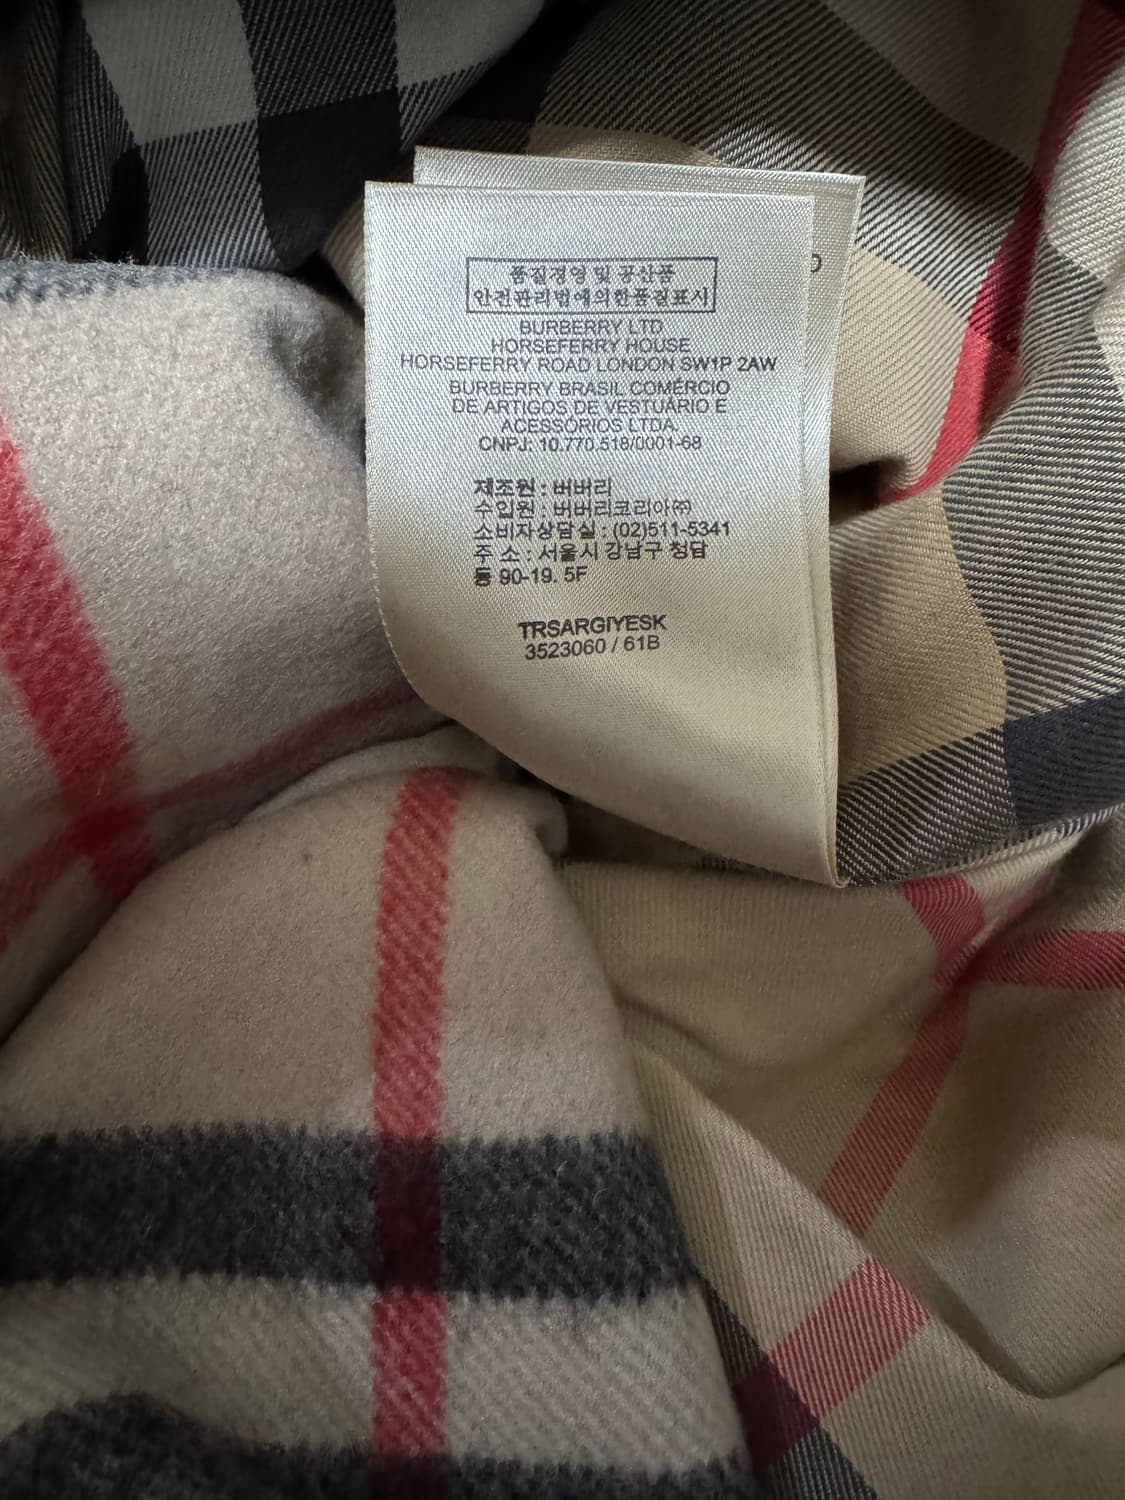 품질경영 및 공산품
안전관리법에의한품질표시
BURBERRY LTD
HORSEFERRY HOUSE
HORSEFERRY ROAD LONDON SW1P 2AW
BURBERRY BRASIL COMÉRCIO
DE ARTIGOS DE VESTUÁRIO E
ACESSÓRIOS LTDA.
CNPJ: 10.770.518/0001-68
제조원 : 버버리
수입원 : 버버리코리아㈜
소비자상담실 : (02)511-5341
주 소 : 서울시 강남구 청담
동 90-19. 5F
TRSARGIYESK
3523060 / 61B